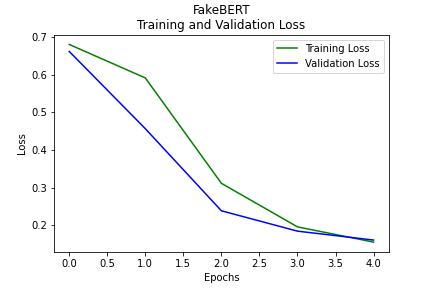 FakeBERT
Training and Validation Loss
Training Loss
Validation Loss
0.7
0.6
0.5
0.4
0.3
0.2
Loss
0.0 0.5 1.0 1.5 2.0 2.5 3.0 3.5 4.0
Epochs